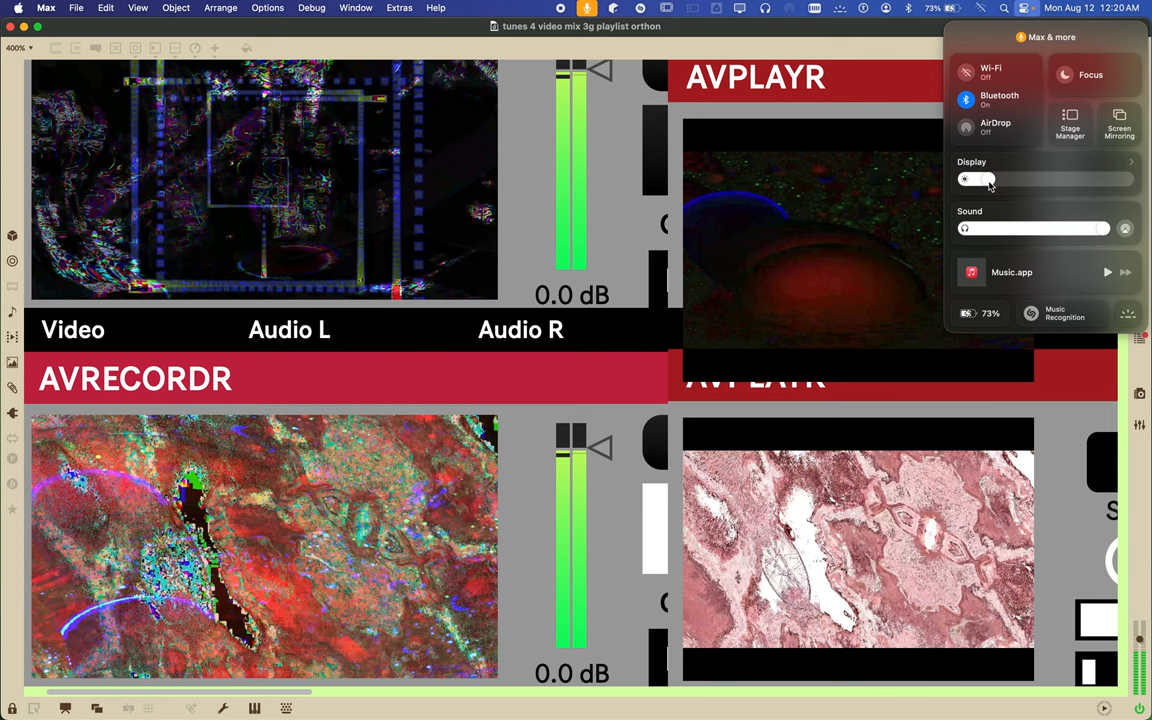 Max File Edit View Object Arrange Options Debug Window Extras Help 73% Mon Aug 12 12:20 AM
tunes 4 video mix 3g playlist orthon
400%
Max & more
Wi-Fi
Off
Bluetooth
On
AirDrop
Off
Focus
Stage
Manager
Screen
Mirroring
Display
Sound
Music.app
73%
Music
Recognition
AVPLAYR
0.0 dB
Video Audio L Audio R
AVRECORDR
AVPLAYR
0.0 dB